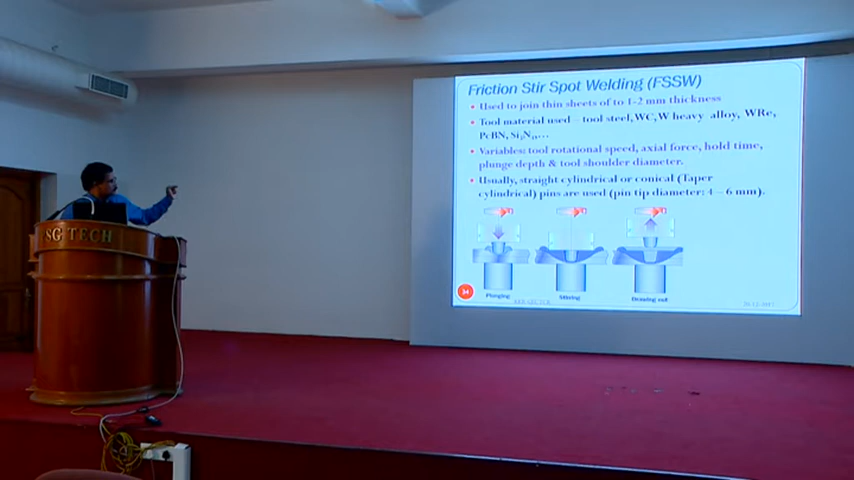 Friction Stir Spot Welding (FSSW)
• Used to join thin sheets of to 1-2 mm thickness
• Tool material used – tool steel, WC, W heavy alloy, WRe,
PcBN, Si3N4,…
• Variables: tool rotational speed, axial force, hold time,
plunge depth & tool shoulder diameter.
• Usually, straight cylindrical or conical (Taper
cylindrical) pins are used (pin tip diameter: 4 – 6 mm).
Plunging
Stirring
Drawing out
34
SG TECH